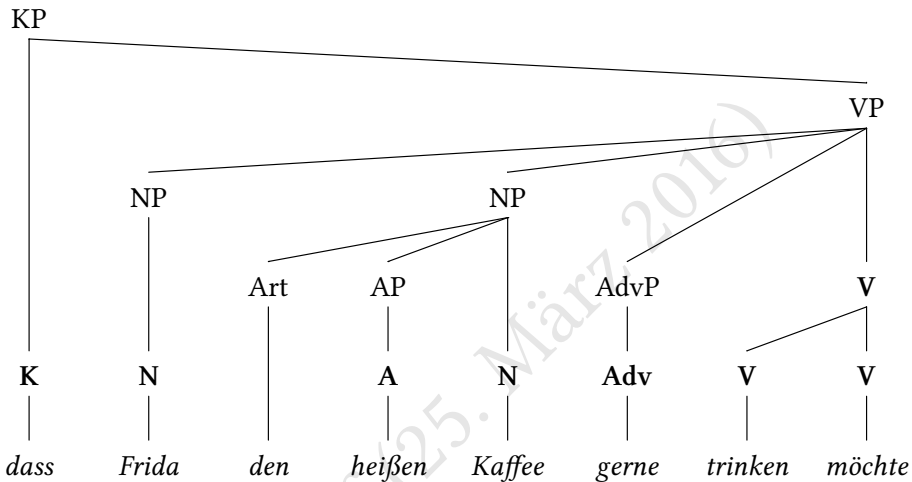 KP
VP
NP NP
Art AP AdvP V
K N A N Adv V V
dass Frida den heißen Kaffee gerne trinken möchte
(25. März 2016)